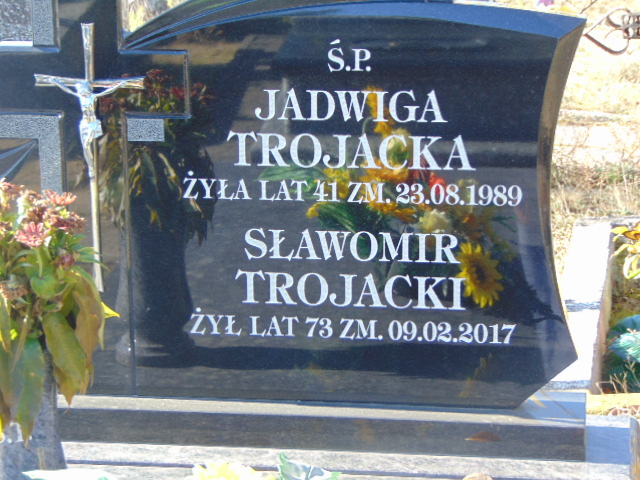 Ś.P.
JADWIGA
TROJACKA
ŻYŁA LAT 41 ZM. 23.08.1989
SŁAWOMIR
TROJACKI
ŻYŁ LAT 73 ZM. 09.02.2017